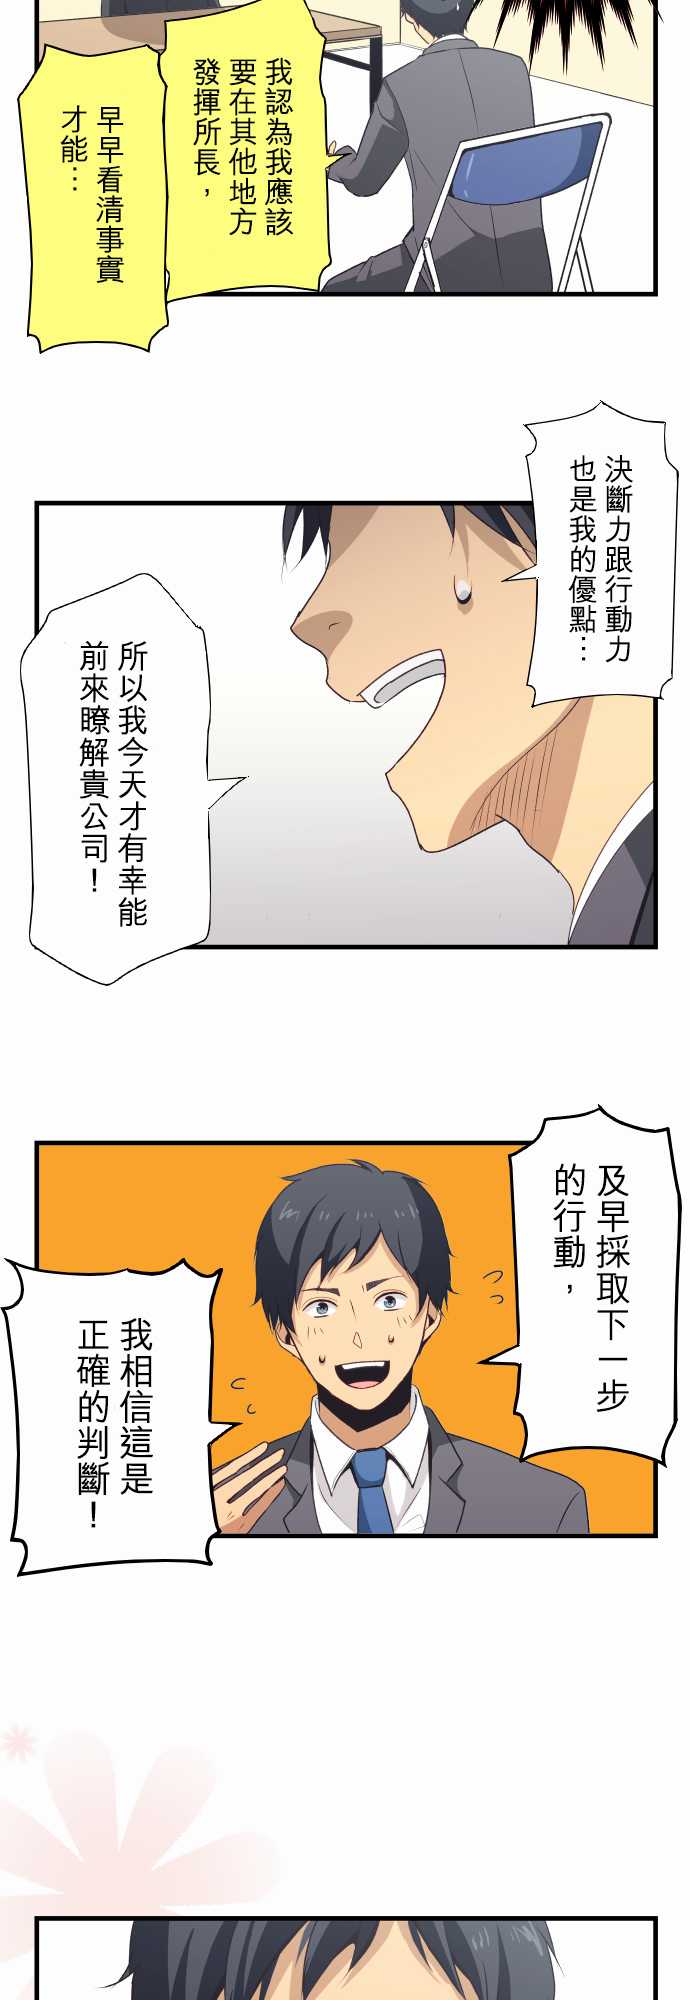 我認為我應該
要在其他地方
發揮所長，
早早看清事實
才能…
決斷力跟行動力
也是我的優點…
所以我今天才有幸能
前來瞭解貴公司！
及早採取下一步
的行動，
我相信這是
正確的判斷！